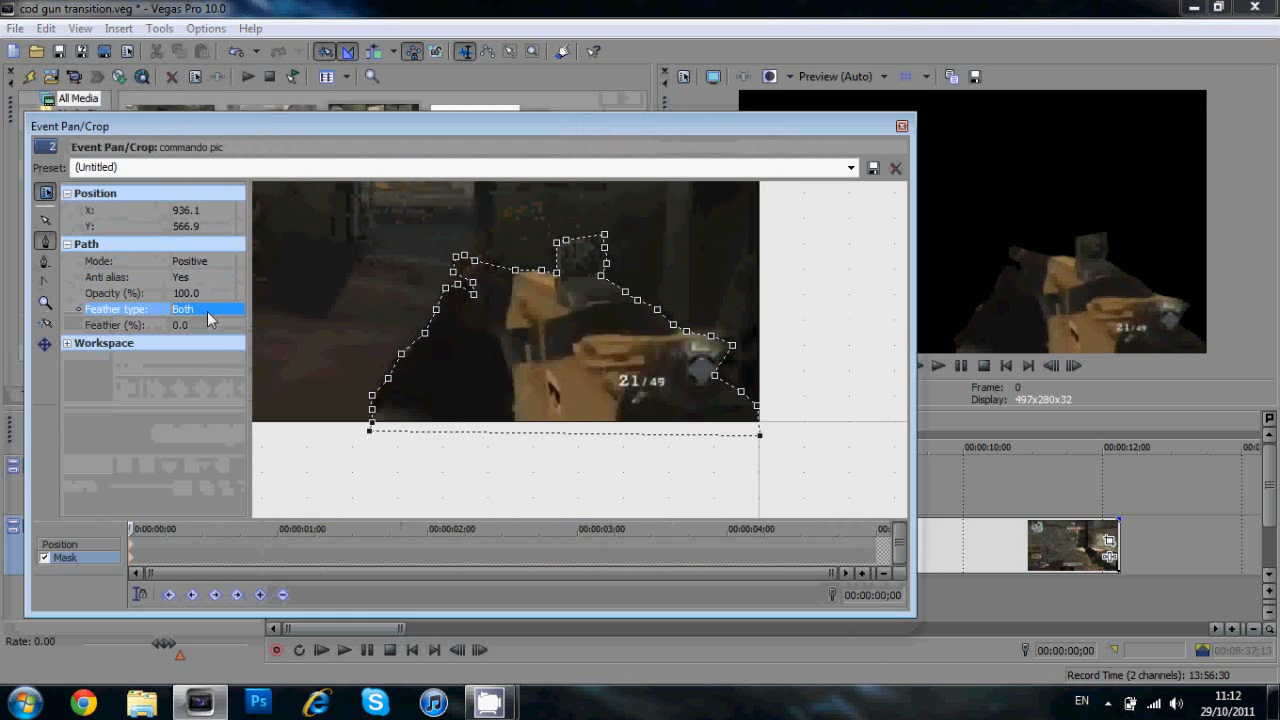 cod gun transition.veg * - Vegas Pro 10.0
File Edit View Insert Tools Options Help
Preview (Auto)
All Media
Event Pan/Crop
2 Event Pan/Crop: commando pic
Preset: (Untitled)
Position
X: 936.1
Y: 566.9
Path
Mode: Positive
Anti alias: Yes
Opacity (%): 100.0
Feather type: Both
Feather (%): 0.0
Workspace
21/49
21/49
Frame: 0
Display: 497x280x32
00:00:10;00 00:00:12;00
0:00:00;00 00:00:01;00 00:00:02;00 00:00:03;00 00:00:04;00 00:
Position
Mask
00:00:00;00
Rate: 0.00
00:00:00;00
00:08:37;13
Record Time (2 channels): 13:56:30
Ps
EN
11:12
29/10/2011